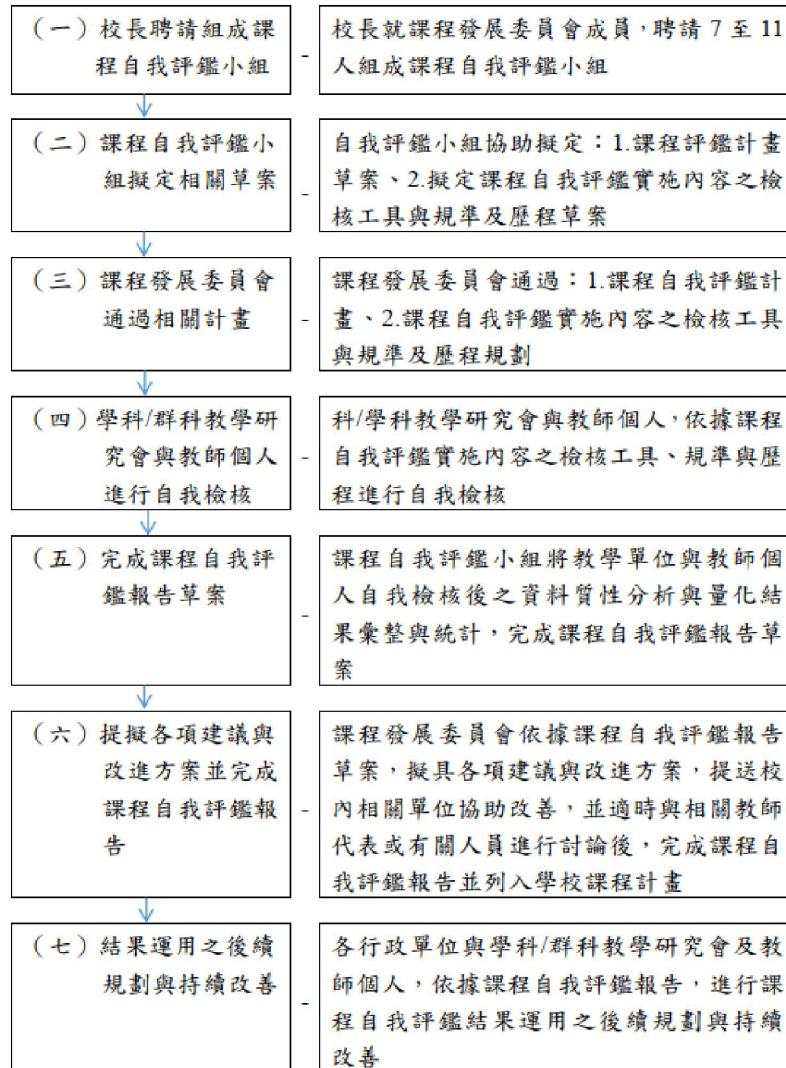 （一）校長聘請組成課
程自我評鑑小組
-
校長就課程發展委員會成員，聘請 7 至 11
人組成課程自我評鑑小組
（二）課程自我評鑑小
組擬定相關草案
-
自我評鑑小組協助擬定：1.課程評鑑計畫
草案、2.擬定課程自我評鑑實施內容之檢
核工具與規準及歷程草案
（三）課程發展委員會
通過相關計畫
-
課程發展委員會通過：1.課程自我評鑑計
畫、2.課程自我評鑑實施內容之檢核工具
與規準及歷程規劃
（四）學科/群科教學研
究會與教師個人
進行自我檢核
-
科/學科教學研究會與教師個人，依據課程
自我評鑑實施內容之檢核工具、規準與歷
程進行自我檢核
（五）完成課程自我評
鑑報告草案
-
課程自我評鑑小組將教學單位與教師個
人自我檢核後之資料質性分析與量化結
果彙整與統計，完成課程自我評鑑報告草
案
（六）提擬各項建議與
改進方案並完成
課程自我評鑑報
告
-
課程發展委員會依據課程自我評鑑報告
草案，擬具各項建議與改進方案，提送校
內相關單位協助改善，並適時與相關教師
代表或有關人員進行討論後，完成課程自
我評鑑報告並列入學校課程計畫
（七）結果運用之後續
規劃與持續改善
-
各行政單位與學科/群科教學研究會及教
師個人，依據課程自我評鑑報告，進行課
程自我評鑑結果運用之後續規劃與持續
改善